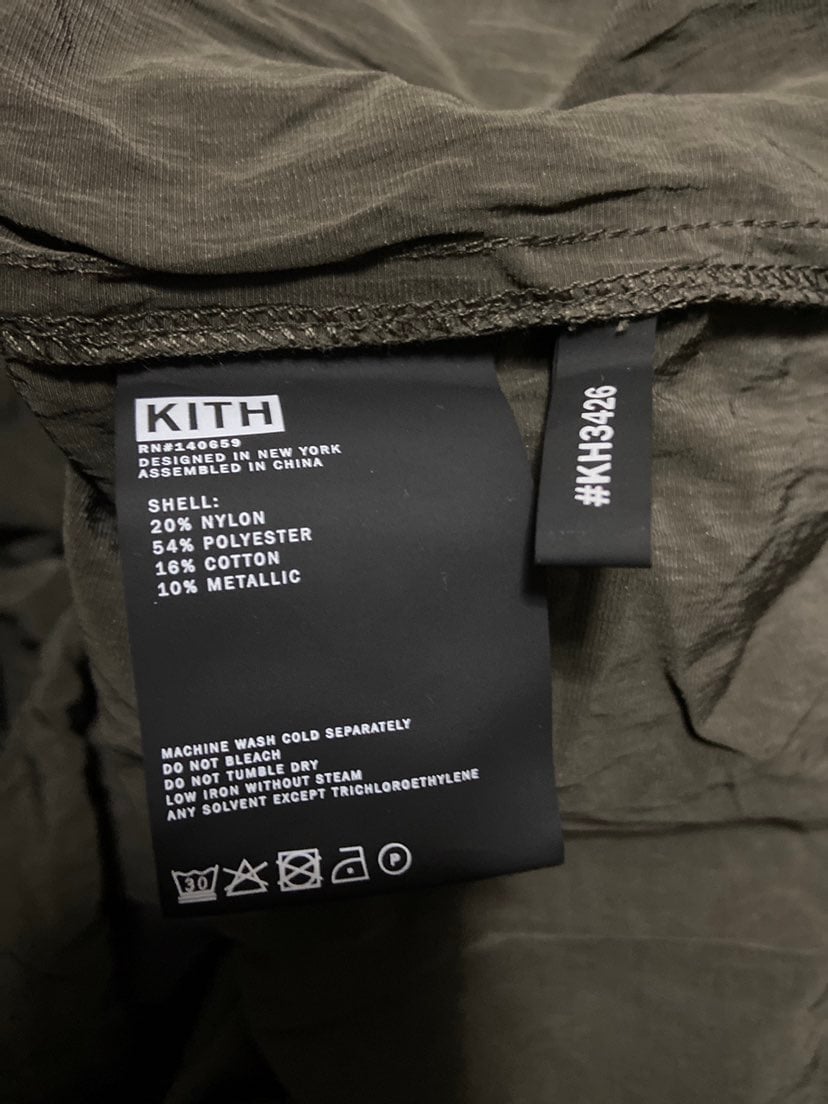 KITH
RN#140659
DESIGNED IN NEW YORK
ASSEMBLED IN CHINA
SHELL:
20% NYLON
54% POLYESTER
16% COTTON
10% METALLIC
MACHINE WASH COLD SEPARATELY
DO NOT BLEACH
DO NOT TUMBLE DRY
LOW IRON WITHOUT STEAM
ANY SOLVENT EXCEPT TRICHLOROETHYLENE
30 P
#KH3426